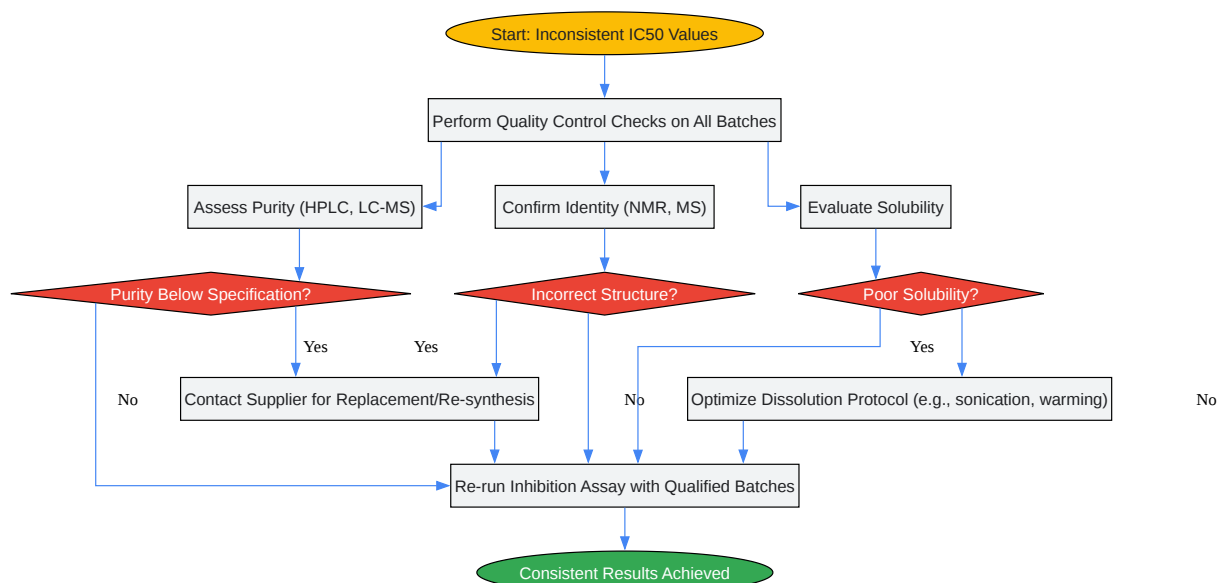 Start: Inconsistent IC50 Values
Perform Quality Control Checks on All Batches
Assess Purity (HPLC, LC-MS)
Confirm Identity (NMR, MS)
Evaluate Solubility
Purity Below Specification?
Incorrect Structure?
Poor Solubility?
Yes
Yes
Yes
No
Contact Supplier for Replacement/Re-synthesis
No
Optimize Dissolution Protocol (e.g., sonication, warming)
No
Re-run Inhibition Assay with Qualified Batches
Consistent Results Achieved